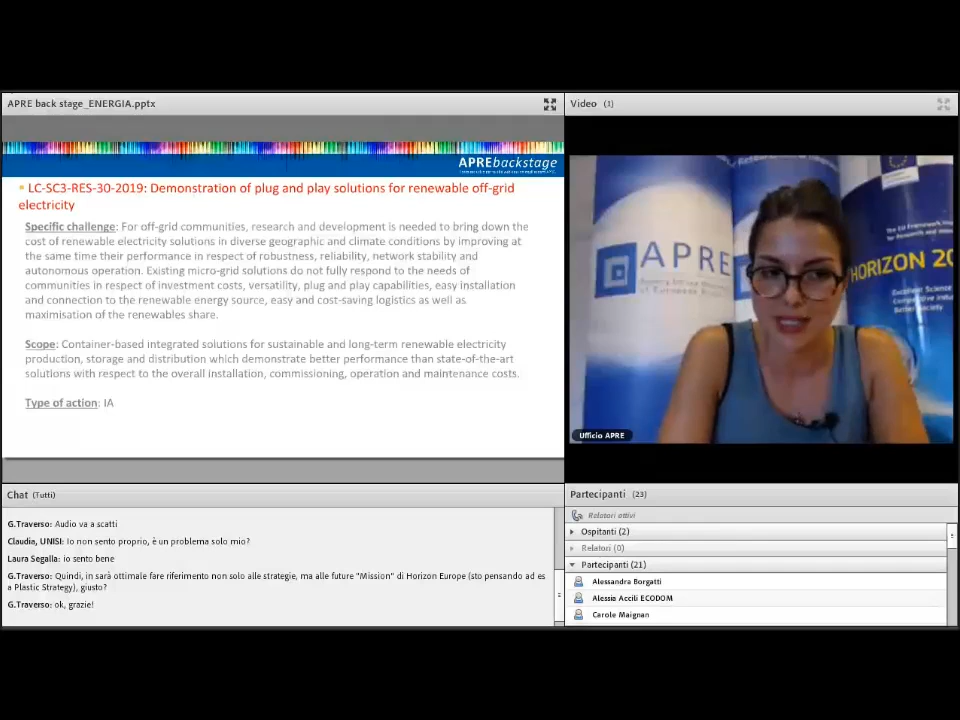 APRE back stage_ENERGIA.pptx
Video (1)
APREbackstage
LC-SC3-RES-30-2019: Demonstration of plug and play solutions for renewable off-grid
electricity
Specific challenge: For off-grid communities, research and development is needed to bring down the
cost of renewable electricity solutions in diverse geographic and climate conditions by improving at
the same time their performance in respect of robustness, reliability, network stability and
autonomous operation. Existing micro-grid solutions do not fully respond to the needs of
communities in respect of investment costs, versatility, plug and play capabilities, easy installation
and connection to the renewable energy source, easy and cost-saving logistics as well as
maximisation of the renewables share.
Scope: Container-based integrated solutions for sustainable and long-term renewable electricity
production, storage and distribution which demonstrate better performance than state-of-the-art
solutions with respect to the overall installation, commissioning, operation and maintenance costs.
Type of action: IA
APRE
HORIZON 20
Excellent Science
Ufficio APRE
Chat (Tutti)
G.Traverso: Audio va a scatti
Claudia, UNISI: Io non sento proprio, è un problema solo mio?
Laura Segalla: io sento bene
G.Traverso: Quindi, in sarà ottimale fare riferimento non solo alle strategie, ma alle future "Mission" di Horizon Europe (sto pensando ad es
a Plastic Strategy), giusto?
G.Traverso: ok, grazie!
Partecipanti (23)
Relatori attivi
Ospitanti (2)
Relatori (0)
Partecipanti (21)
Alessandra Borgatti
Alessia Accili ECODOM
Carole Maignan